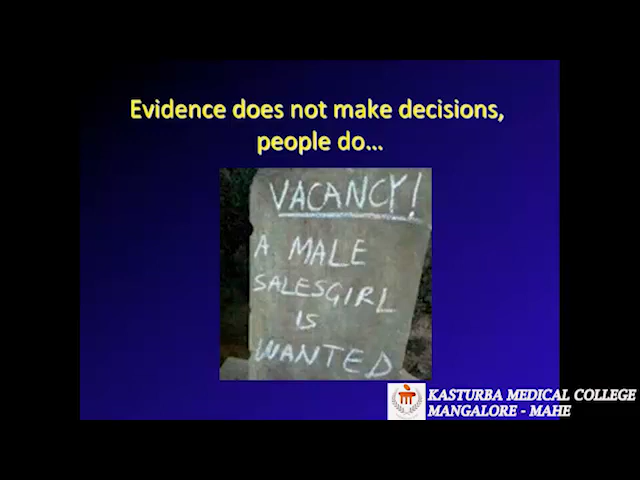 Evidence does not make decisions,
people do...
VACANCY!
A MALE
SALESGIRL
IS
WANTED
KASTURBA MEDICAL COLLEGE
MANGALORE - MAHE